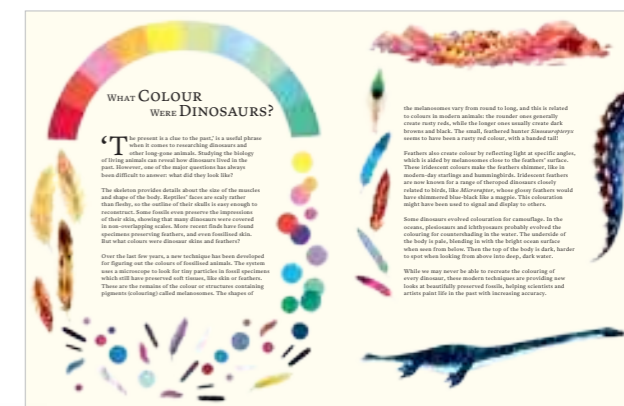 What Colour
Were Dinosaurs?
‘The present is a clue to the past,’ is a useful phrase
when it comes to researching dinosaurs and
other long-gone animals. Studying the biology
of living animals can reveal how dinosaurs lived in the
past. However, one of the major questions has always
been difficult to answer: what did they look like?
The skeleton provides details about the size of the muscles
and shape of the body. Reptiles’ faces are scaly rather
than fleshy, so the outline of their skulls is easy enough to
reconstruct. Some fossils even preserve the impressions
of their skin, showing that many dinosaurs were covered
in non-overlapping scales. More recent finds have found
specimens preserving feathers, and even fossilised skin.
But what colours were dinosaur skins and feathers?
Over the last few years, a new technique has been developed
for figuring out the colours of fossilised animals. The system
uses a microscope to look for tiny particles in fossil specimens
which still have preserved soft tissues, like skin or feathers.
These are the remains of the colour or structures containing
pigments (colouring) called melanosomes. The shapes of
the melanosomes vary from round to long, and this is related
to colours in modern animals: the rounder ones generally
create rusty reds, while the longer ones usually create dark
browns and black. The small, feathered hunter Sinosauropteryx
seems to have been a rusty red colour, with a banded tail!
Feathers also create colour by reflecting light at specific angles,
which is aided by melanosomes close to the feathers’ surface.
These iridescent colours make the feathers shimmer, like in
modern-day starlings and hummingbirds. Iridescent feathers
are now known for a range of theropod dinosaurs closely
related to birds, like Microraptor, whose glossy feathers would
have shimmered blue-black like a magpie. This colouration
might have been used to signal and display to others.
Some dinosaurs evolved colouration for camouflage. In the
oceans, plesiosaurs and ichthyosaurs probably evolved the
colouring for countershading in the water. The underside of
the body is pale, blending in with the bright ocean surface
when seen from below. Then the top of the body is dark, harder
to spot when looking from above into deep, dark water.
While we may never be able to recreate the colouring of
every dinosaur, these modern techniques are providing new
looks at beautifully preserved fossils, helping scientists and
artists paint life in the past with increasing accuracy.